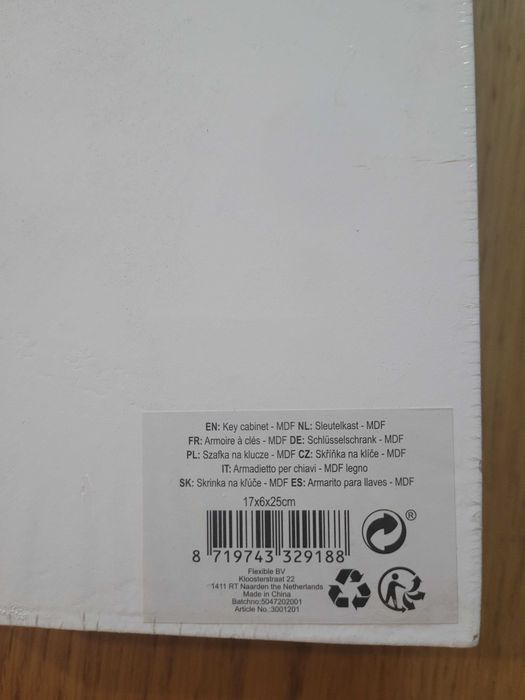 EN: Key cabinet - MDF NL: Sleutelkast - MDF
FR: Armoire à clés - MDF DE: Schlüsselschrank - MDF
PL: Szafka na klucze - MDF CZ: Skříňka na klíče - MDF
IT: Armadietto per chiavi - MDF legno
SK: Skrinka na kľúče - MDF ES: Armarito para llaves - MDF
17x6x25cm
®
8 719743 329188
Flexible BV
Kloosterstraat 22
1411 RT Naarden the Netherlands
Made in China
Batchno:5047202001
Article No.:3001201